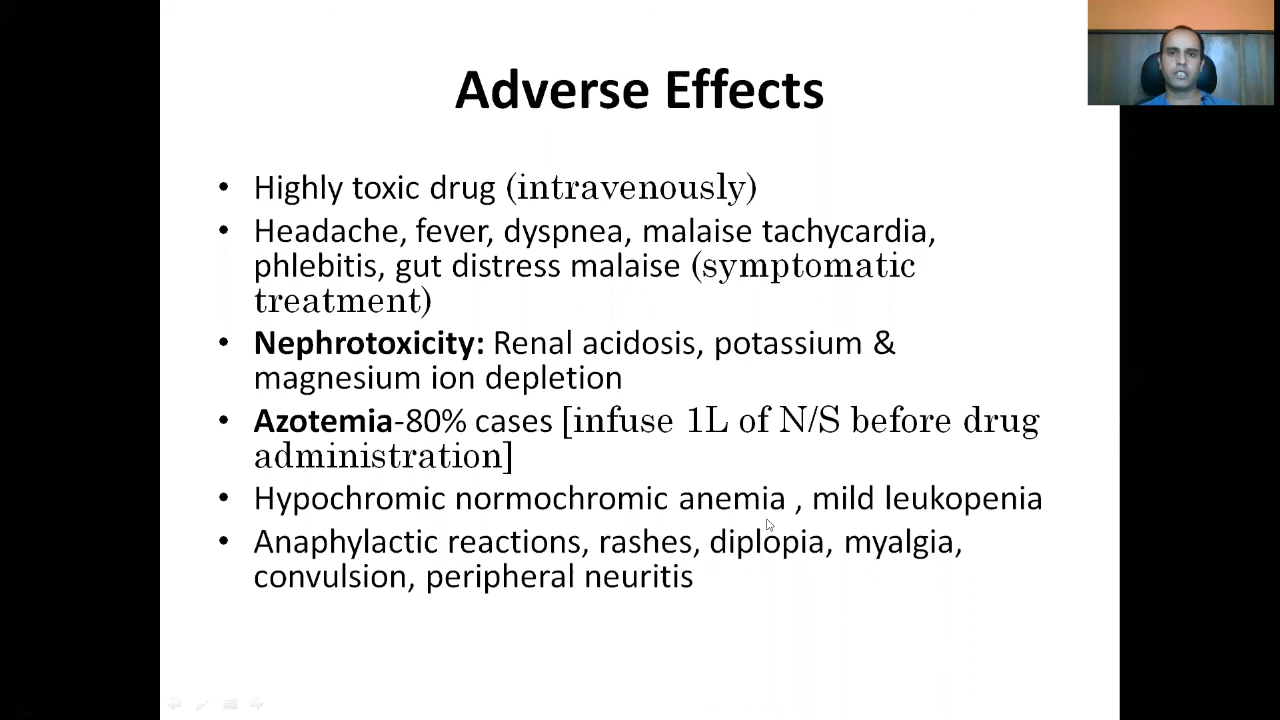 Adverse Effects
• Highly toxic drug (intravenously)
• Headache, fever, dyspnea, malaise tachycardia,
phlebitis, gut distress malaise (symptomatic
treatment)
• Nephrotoxicity: Renal acidosis, potassium &
magnesium ion depletion
• Azotemia-80% cases [infuse 1L of N/S before drug
administration]
• Hypochromic normochromic anemia , mild leukopenia
• Anaphylactic reactions, rashes, diplopia, myalgia,
convulsion, peripheral neuritis